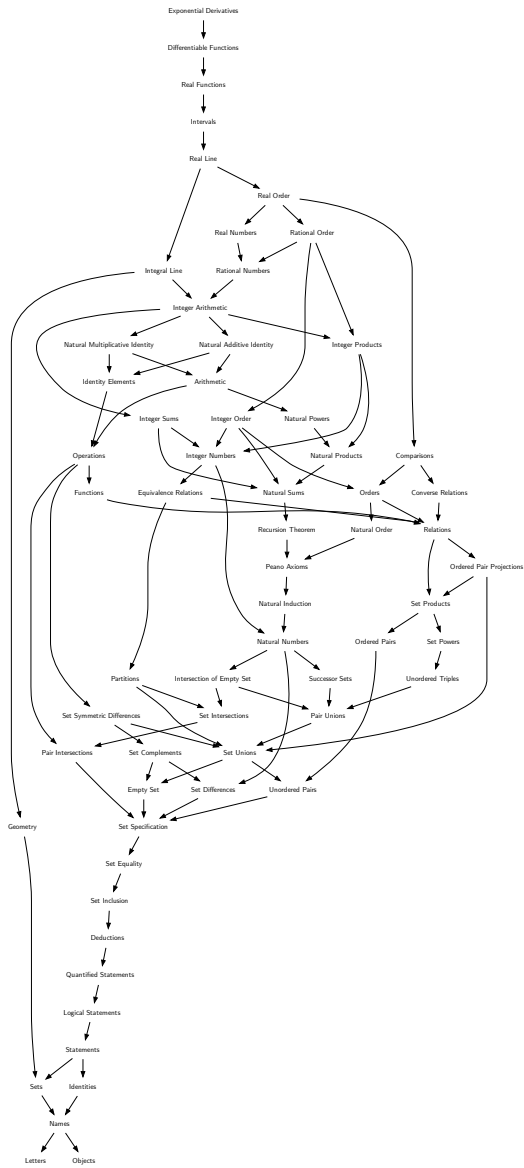 Exponential Derivatives
Differentiable Functions
Real Functions
Intervals
Real Line
Real Order
Real Numbers
Rational Order
Integral Line
Rational Numbers
Integer Arithmetic
Natural Multiplicative Identity
Natural Additive Identity
Integer Products
Identity Elements
Arithmetic
Integer Sums
Integer Order
Natural Powers
Operations
Integer Numbers
Natural Products
Comparisons
Functions
Equivalence Relations
Natural Sums
Orders
Converse Relations
Recursion Theorem
Natural Order
Relations
Peano Axioms
Ordered Pair Projections
Natural Induction
Set Products
Natural Numbers
Ordered Pairs
Set Powers
Partitions
Intersection of Empty Set
Successor Sets
Unordered Triples
Set Symmetric Differences
Set Intersections
Pair Unions
Pair Intersections
Set Complements
Set Unions
Empty Set
Set Differences
Unordered Pairs
Geometry
Set Specification
Set Equality
Set Inclusion
Deductions
Quantified Statements
Logical Statements
Statements
Sets
Identities
Names
Letters
Objects